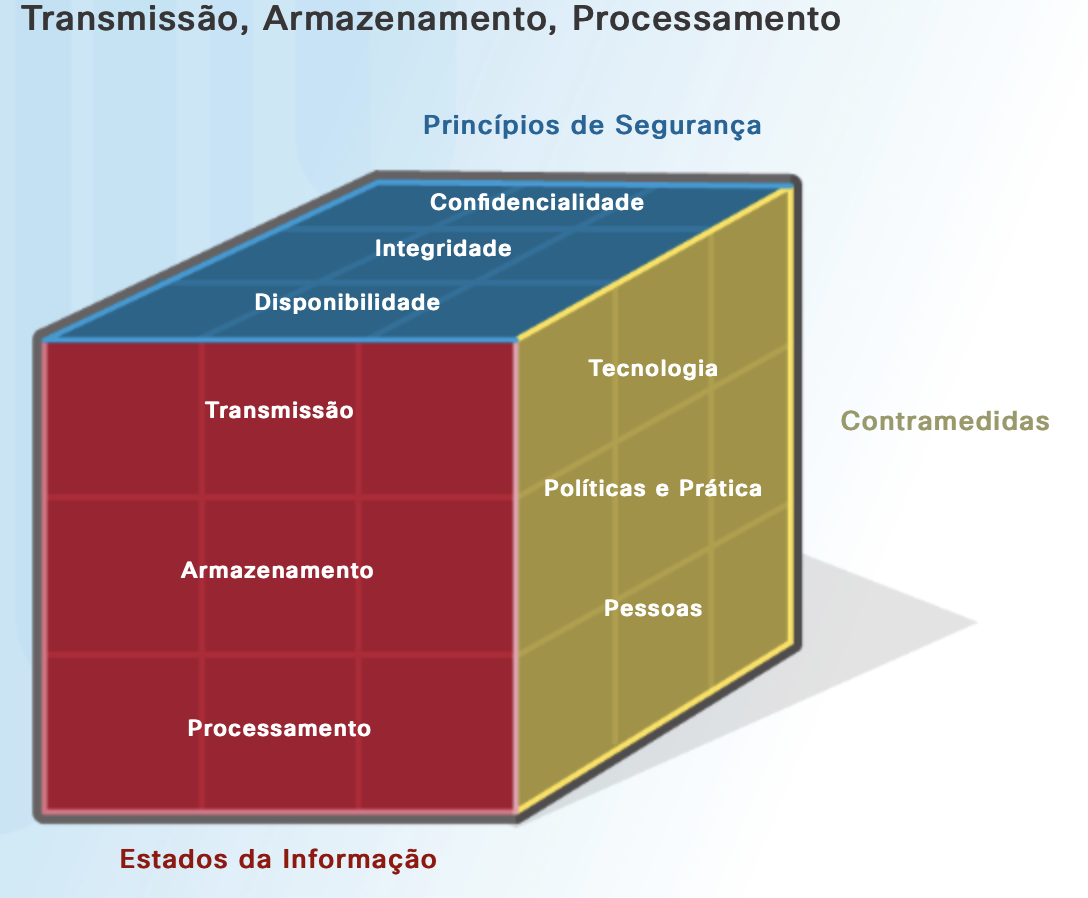 Transmissão, Armazenamento, Processamento
Princípios de Segurança
Confidencialidade
Integridade
Disponibilidade
Transmissão
Armazenamento
Processamento
Tecnologia
Políticas e Prática
Pessoas
Contramedidas
Estados da Informação